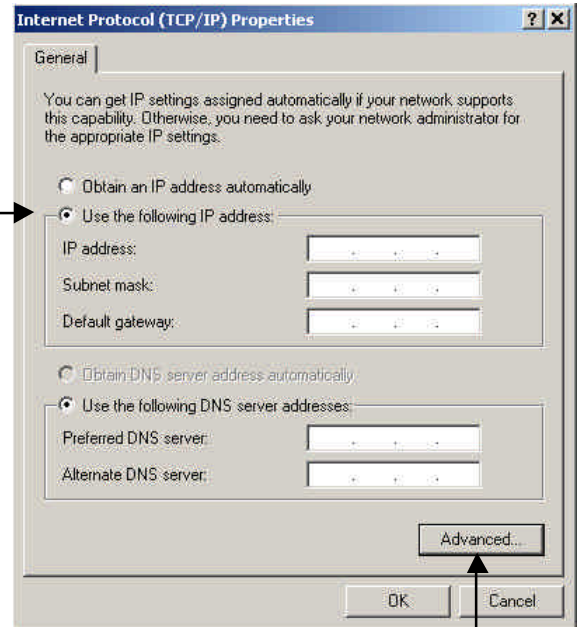 Internet Protocol (TCP/IP) Properties
General
You can get IP settings assigned automatically if your network supports
this capability. Otherwise, you need to ask your network administrator for
the appropriate IP settings.
Obtain an IP address automatically
Use the following IP address:
IP address:
Subnet mask:
Default gateway:
Obtain DNS server address automatically
Use the following DNS server addresses:
Preferred DNS server:
Alternate DNS server:
Advanced...
OK
Cancel